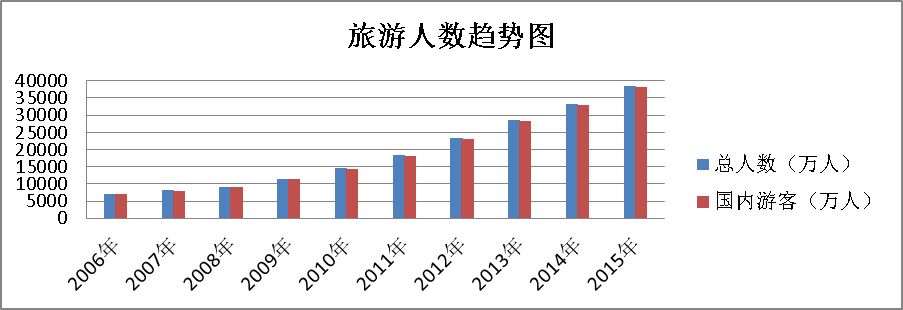 旅游人数趋势图
40000
35000
30000
25000
20000
15000
10000
5000
0
2006年
2007年
2008年
2009年
2010年
2011年
2012年
2013年
2014年
2015年
总人数（万人）
国内游客（万人）